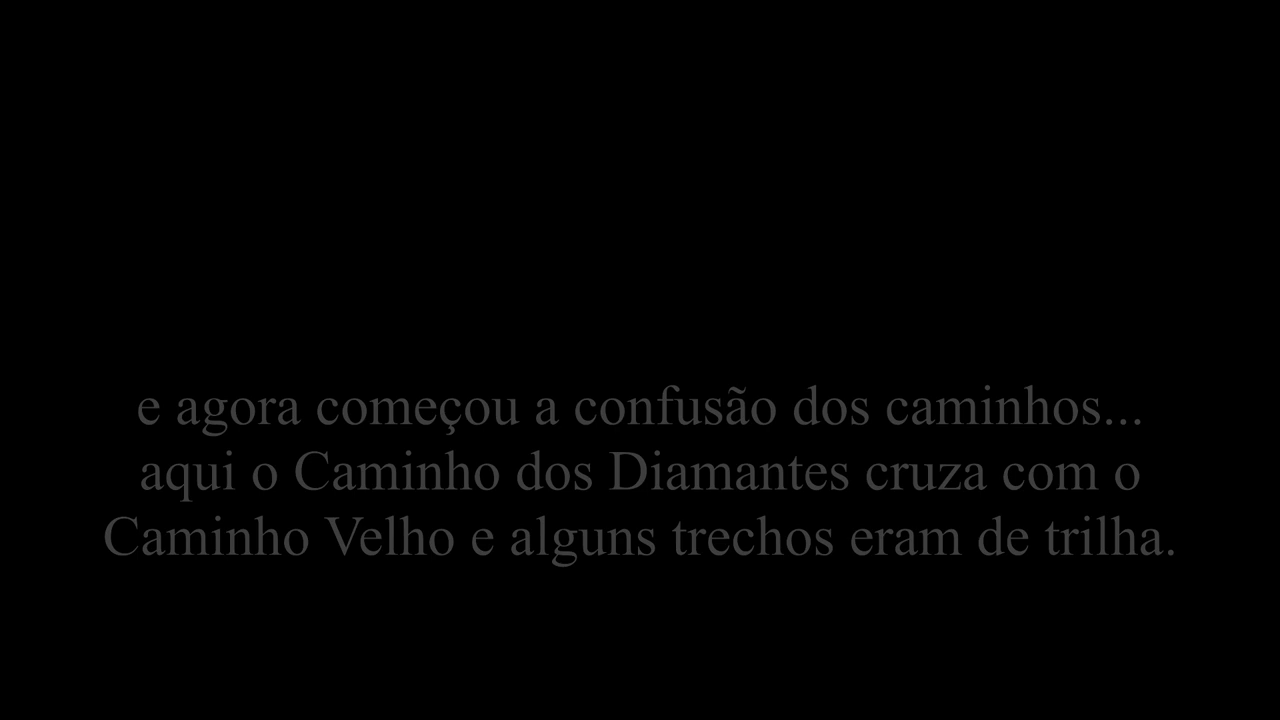 e agora começou a confusão dos caminhos...
aqui o Caminho dos Diamantes cruza com o
Caminho Velho e alguns trechos eram de trilha.